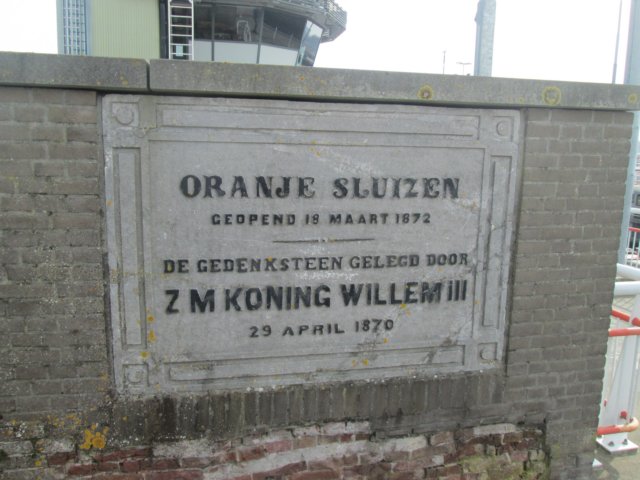 ORANJE SLUIZEN
GEOPEND 18 MAART 1872
DE GEDENKSTEEN GELEGD DOOR
Z M KONING WILLEM III
29 APRIL 1870